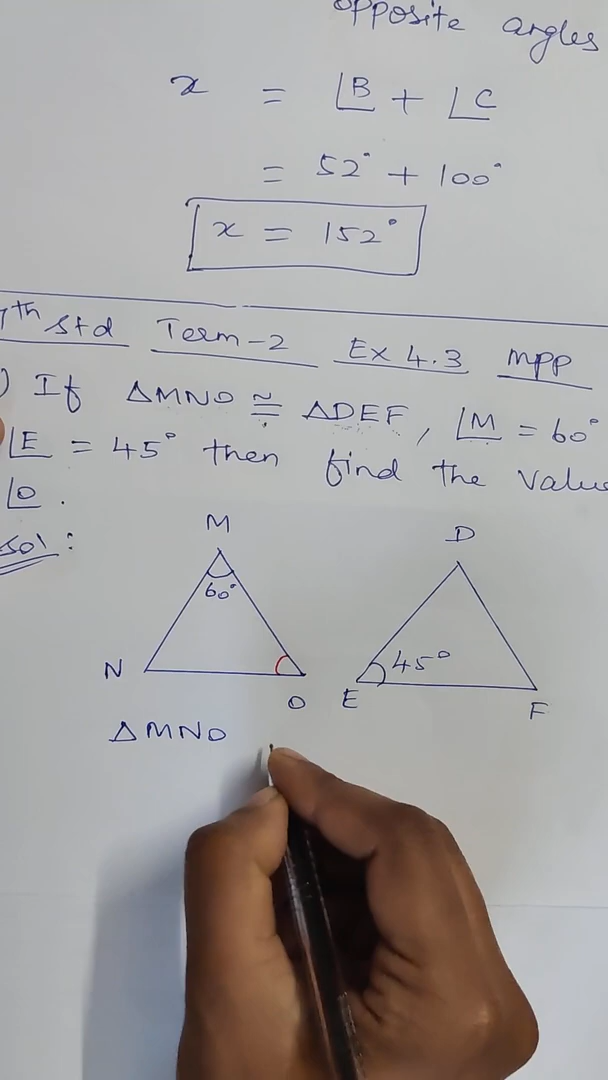 opposite angles
x = ∠B + ∠C
= 52° + 100°
x = 152°
7th Std Term-2 Ex 4.3 MPP
) If ΔMNO ≅ ΔDEF, ∠M = 60°
∠E = 45° then find the value
∠O.
Sol:
M
60°
N
O
D
45°
E
F
ΔMNO